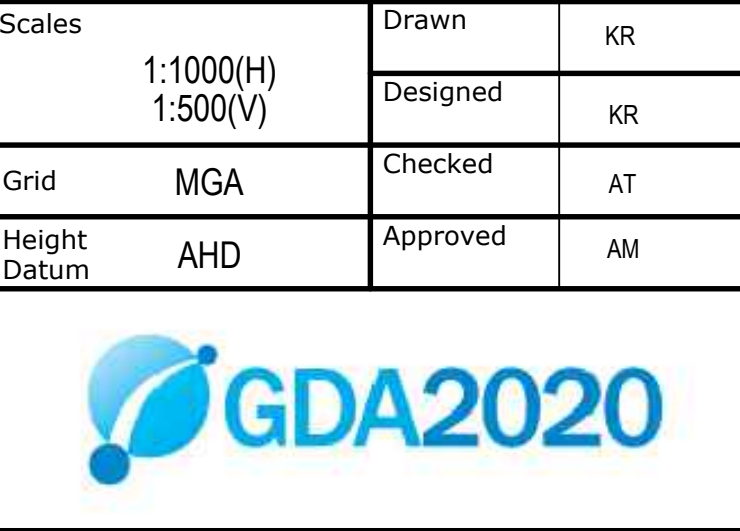 Scales
1:1000(H)
1:500(V)
Drawn KR
Designed KR
Grid MGA
Checked AT
Height
Datum AHD
Approved AM
GDA2020